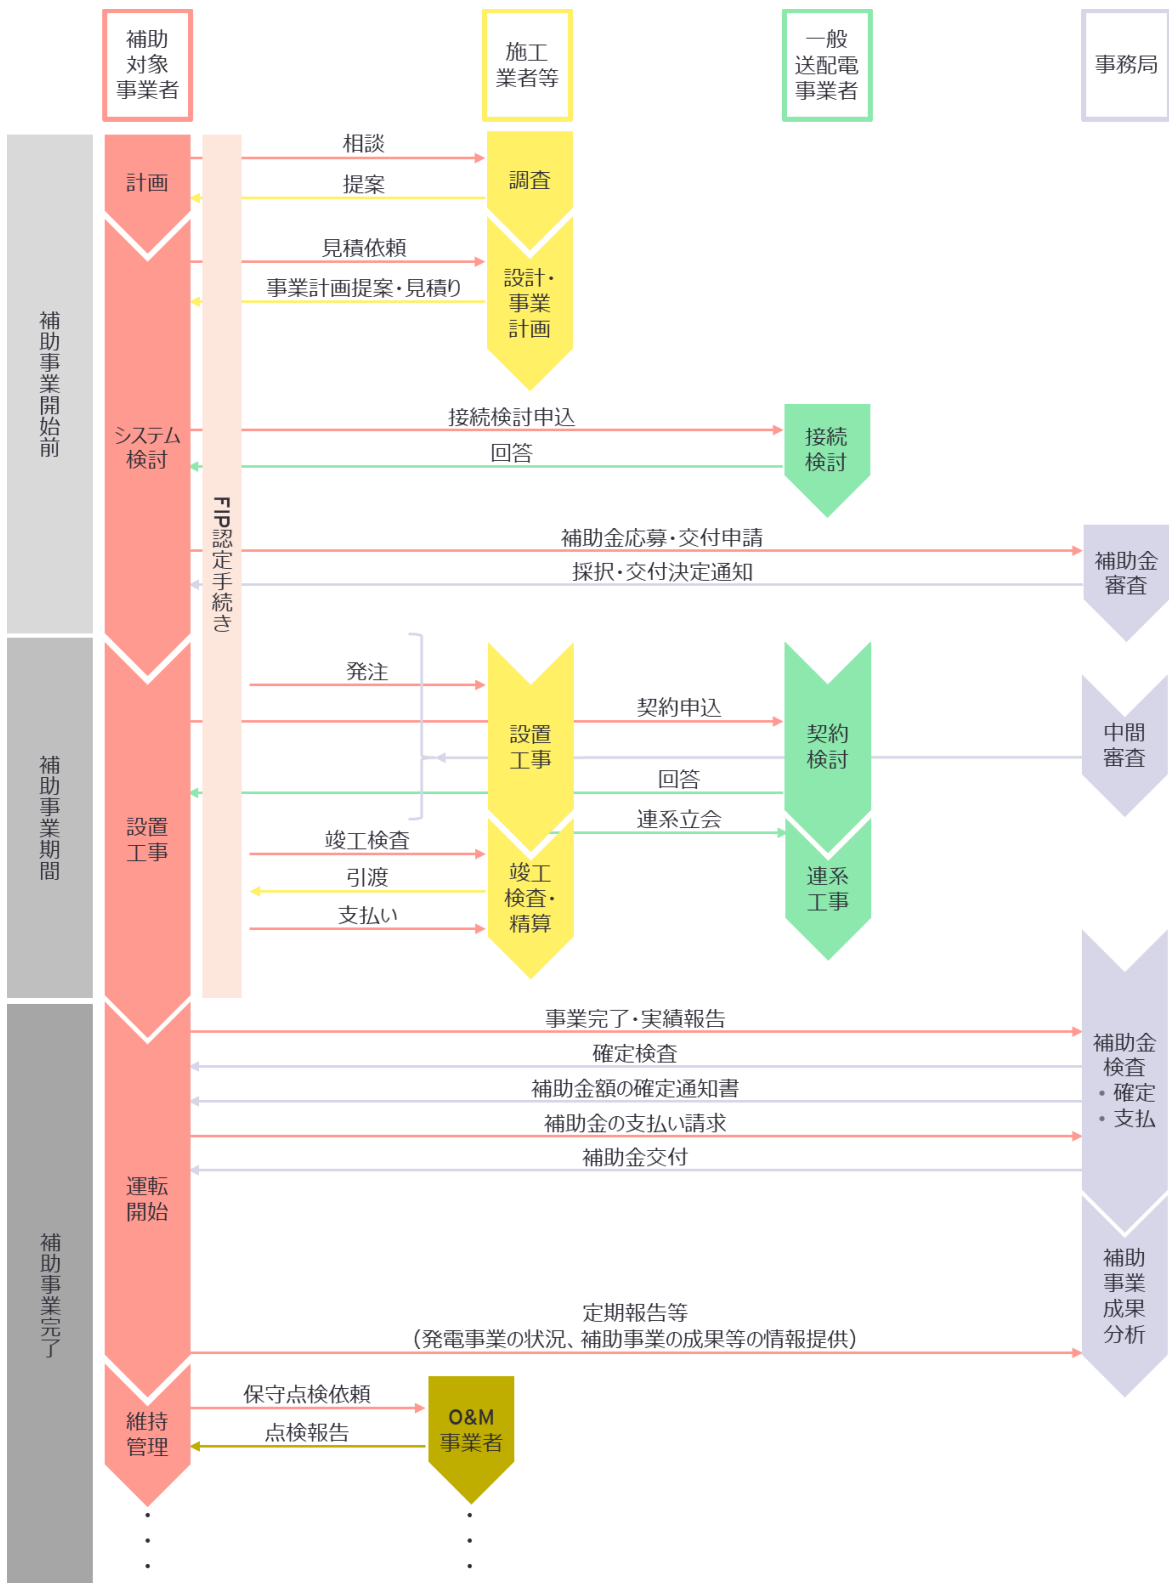 補助
対象
事業者
施工
業者等
一般
送配電
事業者
事務局
補助事業開始前
計画
相談
提案
調査
見積依頼
事業計画提案・見積り
設計・
事業
計画
システム
検討
接続検討申込
回答
接続
検討
FIP認定手続き
補助金応募・交付申請
採択・交付決定通知
補助金
審査
補助事業期間
設置
工事
発注
契約申込
設置
工事
契約
検討
中間
審査
回答
連系立会
竣工検査
引渡
支払い
竣工
検査・
精算
連系
工事
補助事業完了
運転
開始
事業完了・実績報告
確定検査
補助金額の確定通知書
補助金の支払い請求
補助金交付
補助金
検査
・確定
・支払
補助
事業
成果
分析
定期報告等
（発電事業の状況、補助事業の成果等の情報提供）
維持
管理
保守点検依頼
点検報告
O&M
事業者